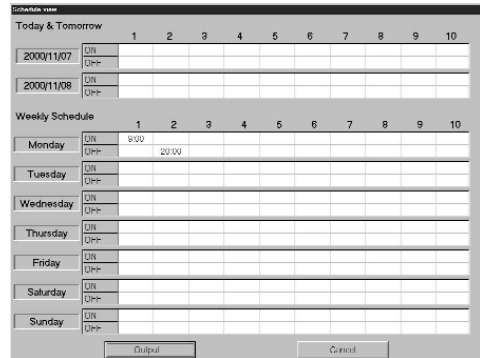 Schedule view
Today & Tomorrow
1 2 3 4 5 6 7 8 9 10
2000/11/07 ON
OFF
2000/11/08 ON
OFF
Weekly Schedule
1 2 3 4 5 6 7 8 9 10
Monday ON 9:00
OFF 20:00
Tuesday ON
OFF
Wednesday ON
OFF
Thursday ON
OFF
Friday ON
OFF
Saturday ON
OFF
Sunday ON
OFF
Output Cancel